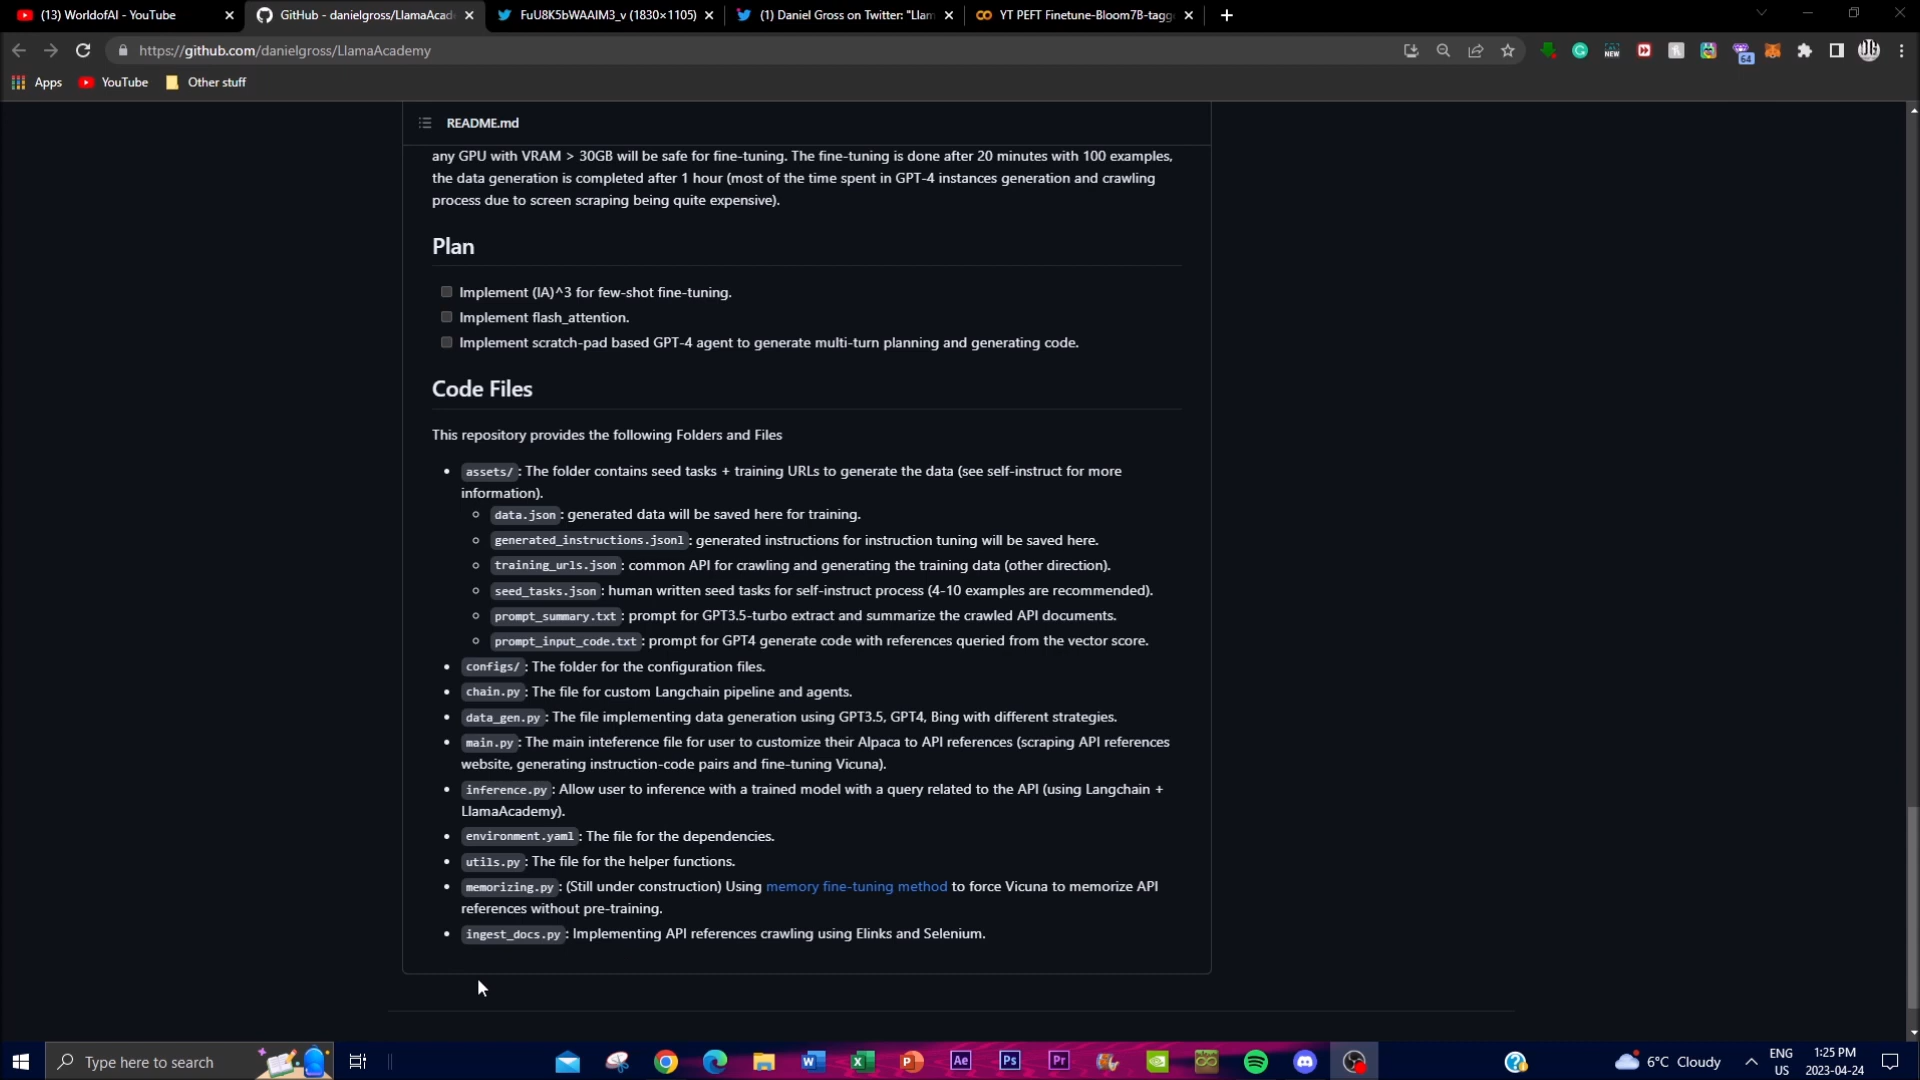 (13) WorldofAI - YouTube
GitHub - danielgross/LlamaAcade
FuU8K5bWAAIM3_v (1830×1105)
(1) Daniel Gross on Twitter: "Llam
YT PEFT Finetune-Bloom7B-tagg
https://github.com/danielgross/LlamaAcademy
NEW
64
Apps
YouTube
Other stuff
README.md
any GPU with VRAM > 30GB will be safe for fine-tuning. The fine-tuning is done after 20 minutes with 100 examples,
the data generation is completed after 1 hour (most of the time spent in GPT-4 instances generation and crawling
process due to screen scraping being quite expensive).
Plan
Implement (IA)^3 for few-shot fine-tuning.
Implement flash_attention.
Implement scratch-pad based GPT-4 agent to generate multi-turn planning and generating code.
Code Files
This repository provides the following Folders and Files
assets/ : The folder contains seed tasks + training URLs to generate the data (see self-instruct for more
information).
data.json : generated data will be saved here for training.
generated_instructions.jsonl : generated instructions for instruction tuning will be saved here.
training_urls.json : common API for crawling and generating the training data (other direction).
seed_tasks.json : human written seed tasks for self-instruct process (4-10 examples are recommended).
prompt_summary.txt : prompt for GPT3.5-turbo extract and summarize the crawled API documents.
prompt_input_code.txt : prompt for GPT4 generate code with references queried from the vector score.
configs/ : The folder for the configuration files.
chain.py : The file for custom Langchain pipeline and agents.
data_gen.py : The file implementing data generation using GPT3.5, GPT4, Bing with different strategies.
main.py : The main inteference file for user to customize their Alpaca to API references (scraping API references
website, generating instruction-code pairs and fine-tuning Vicuna).
inference.py : Allow user to inference with a trained model with a query related to the API (using Langchain +
LlamaAcademy).
environment.yaml : The file for the dependencies.
utils.py : The file for the helper functions.
memorizing.py : (Still under construction) Using memory fine-tuning method to force Vicuna to memorize API
references without pre-training.
ingest_docs.py : Implementing API references crawling using Elinks and Selenium.
Type here to search
Ae
Ps
Pr
6°C Cloudy
ENG
US
1:25 PM
2023-04-24